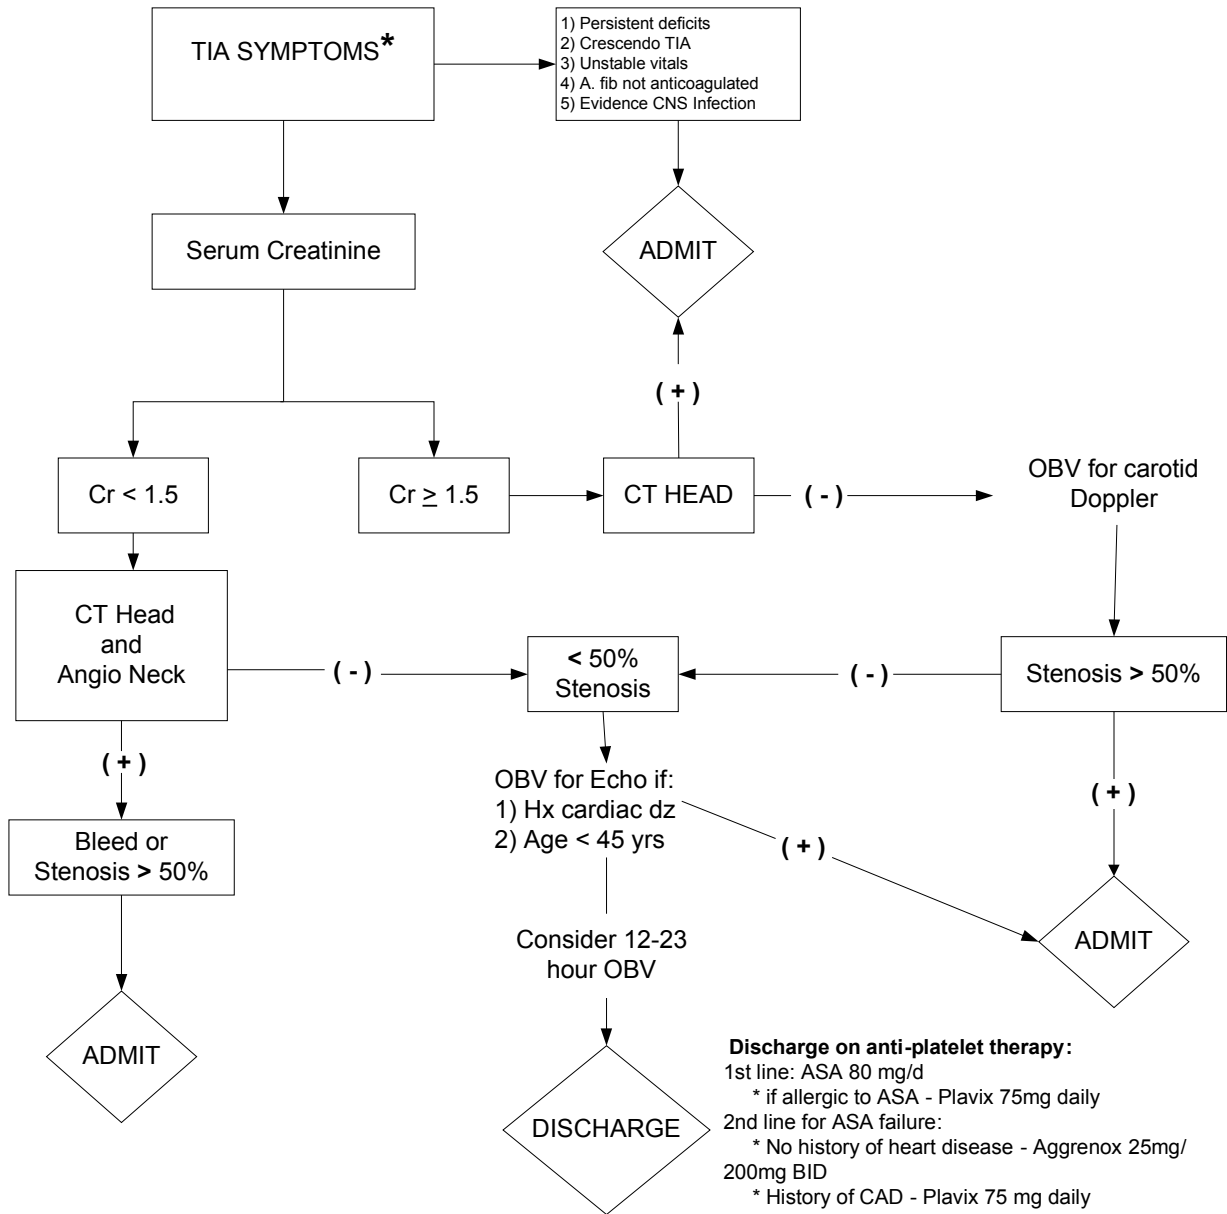 TIA SYMPTOMS*
1) Persistent deficits
2) Crescendo TIA
3) Unstable vitals
4) A. fib not anticoagulated
5) Evidence CNS Infection
Serum Creatinine
ADMIT
( + )
Cr < 1.5
Cr ≥ 1.5
CT HEAD
( - )
OBV for carotid
Doppler
CT Head
and
Angio Neck
( - )
< 50%
Stenosis
( - )
Stenosis > 50%
( + )
OBV for Echo if:
1) Hx cardiac dz
2) Age < 45 yrs
( + )
( + )
Bleed or
Stenosis > 50%
Consider 12-23
hour OBV
ADMIT
ADMIT
DISCHARGE
Discharge on anti-platelet therapy:
1st line: ASA 80 mg/d
* if allergic to ASA - Plavix 75mg daily
2nd line for ASA failure:
* No history of heart disease - Aggrenox 25mg/
200mg BID
* History of CAD - Plavix 75 mg daily